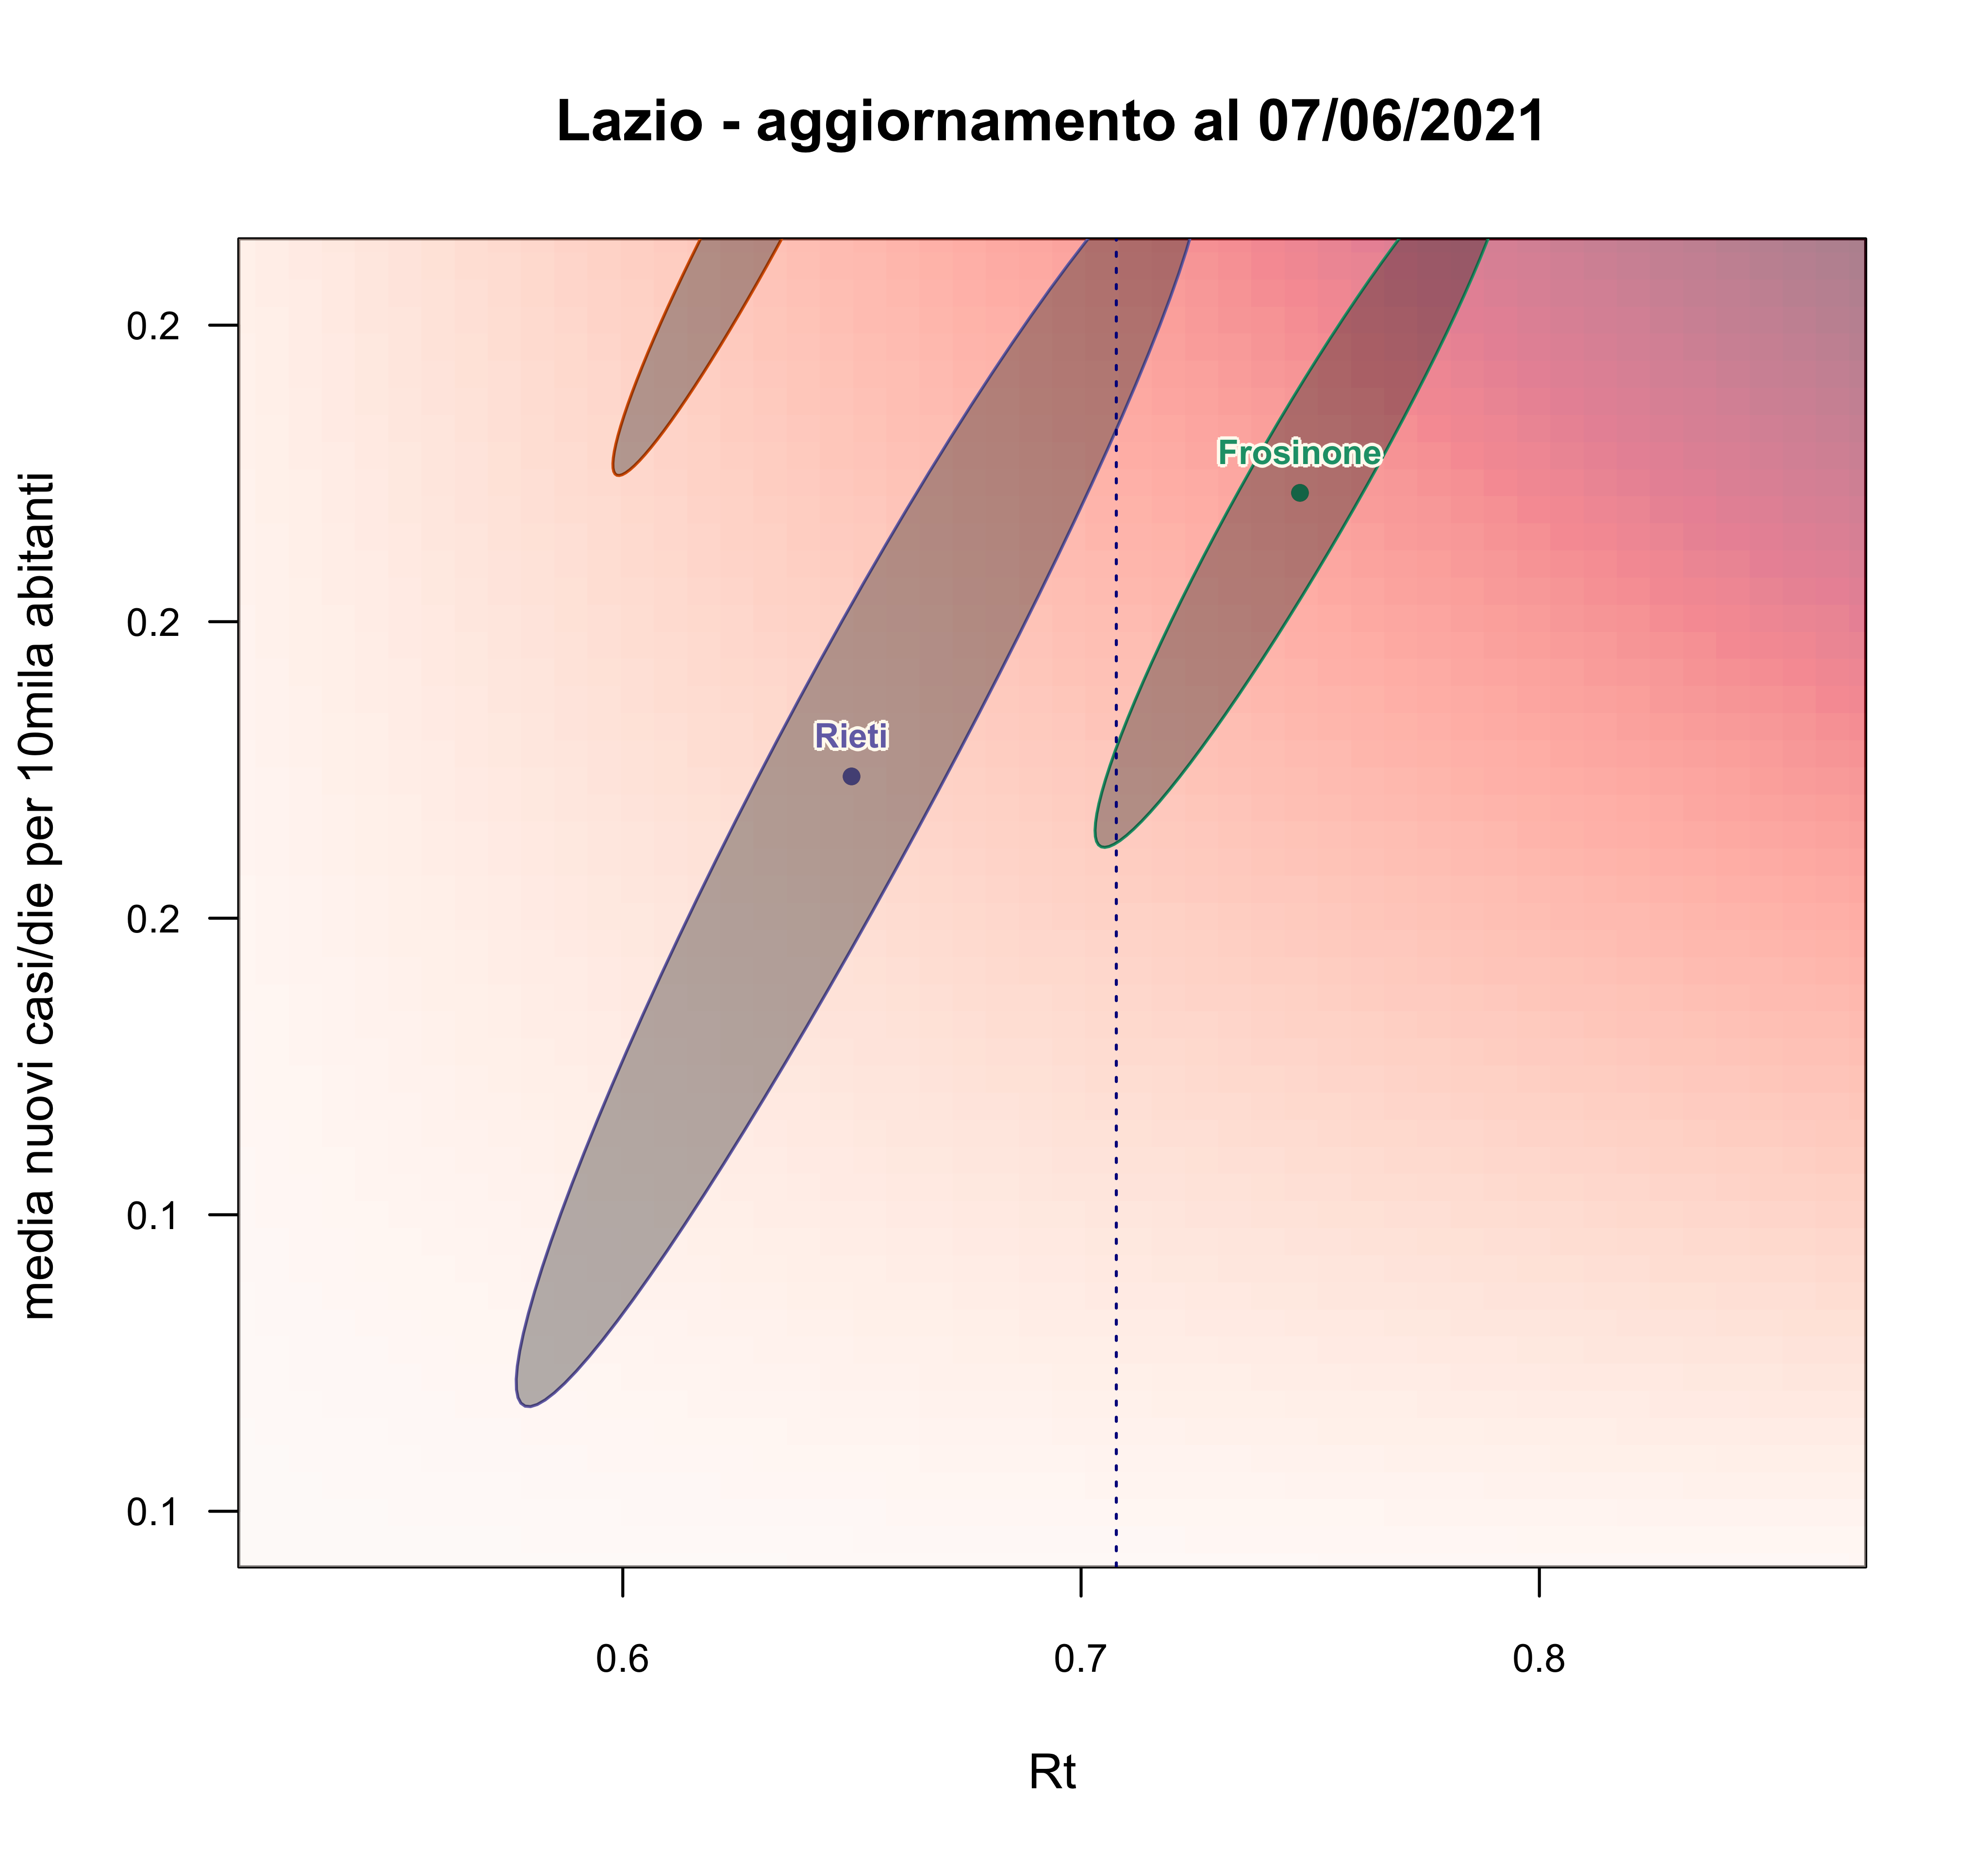 Lazio - aggiornamento al 07/06/2021
media nuovi casi/die per 10mila abitanti
0.2
0.2
0.2
0.1
0.1
Frosinone
Rieti
0.6
0.7
0.8
Rt